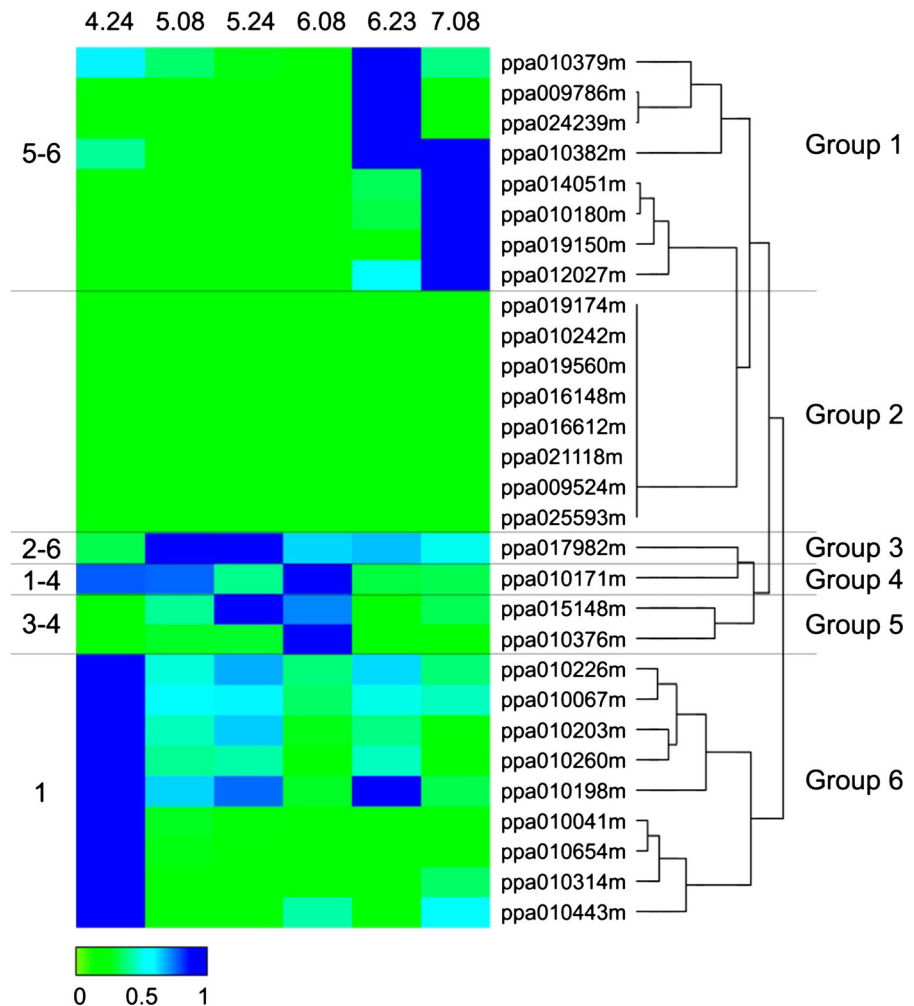 4.24 5.08 5.24 6.08 6.23 7.08
ppa010379m
ppa009786m
ppa024239m
5-6 ppa010382m Group 1
ppa014051m
ppa010180m
ppa019150m
ppa012027m
ppa019174m
ppa010242m
ppa019560m
ppa016148m
ppa016612m Group 2
ppa021118m
ppa009524m
ppa025593m
2-6 ppa017982m Group 3
1-4 ppa010171m Group 4
3-4 ppa015148m Group 5
ppa010376m
ppa010226m
ppa010067m
ppa010203m
ppa010260m
1 ppa010198m Group 6
ppa010041m
ppa010654m
ppa010314m
ppa010443m
0 0.5 1